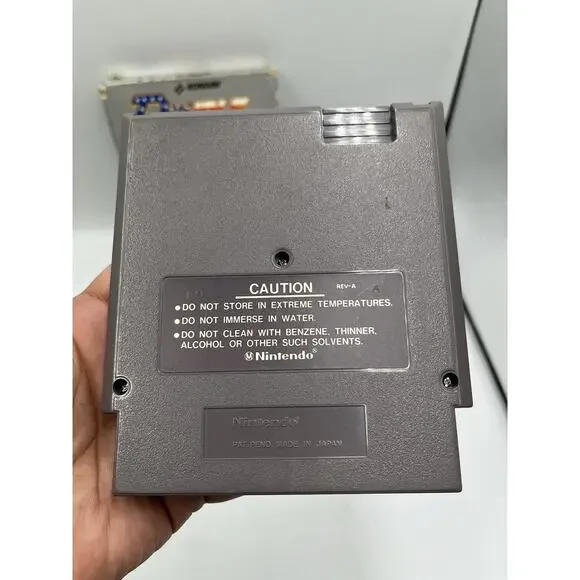 CAUTION
REV-A
A
• DO NOT STORE IN EXTREME TEMPERATURES.
• DO NOT IMMERSE IN WATER.
• DO NOT CLEAN WITH BENZENE, THINNER,
ALCOHOL OR OTHER SUCH SOLVENTS.
Ⓜ Nintendo®
Nintendo®
PAT. PEND. MADE IN JAPAN